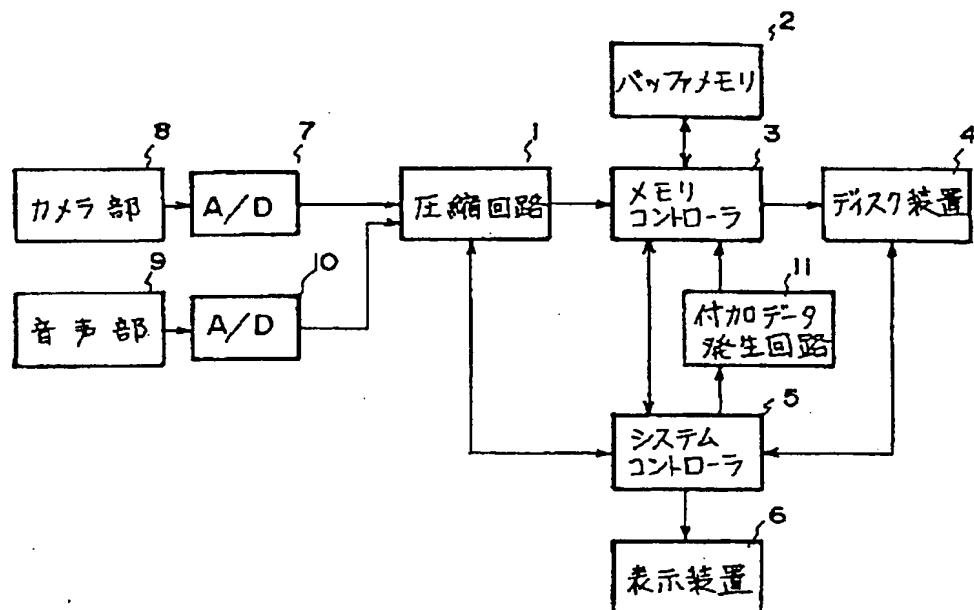 2
バッファメモリ
8
7
1
3
4
カメラ部
A/D
圧縮回路
メモリ
コントローラ
ディスク装置
9
10
11
音声部
A/D
付加データ
発生回路
5
システム
コントローラ
6
表示装置